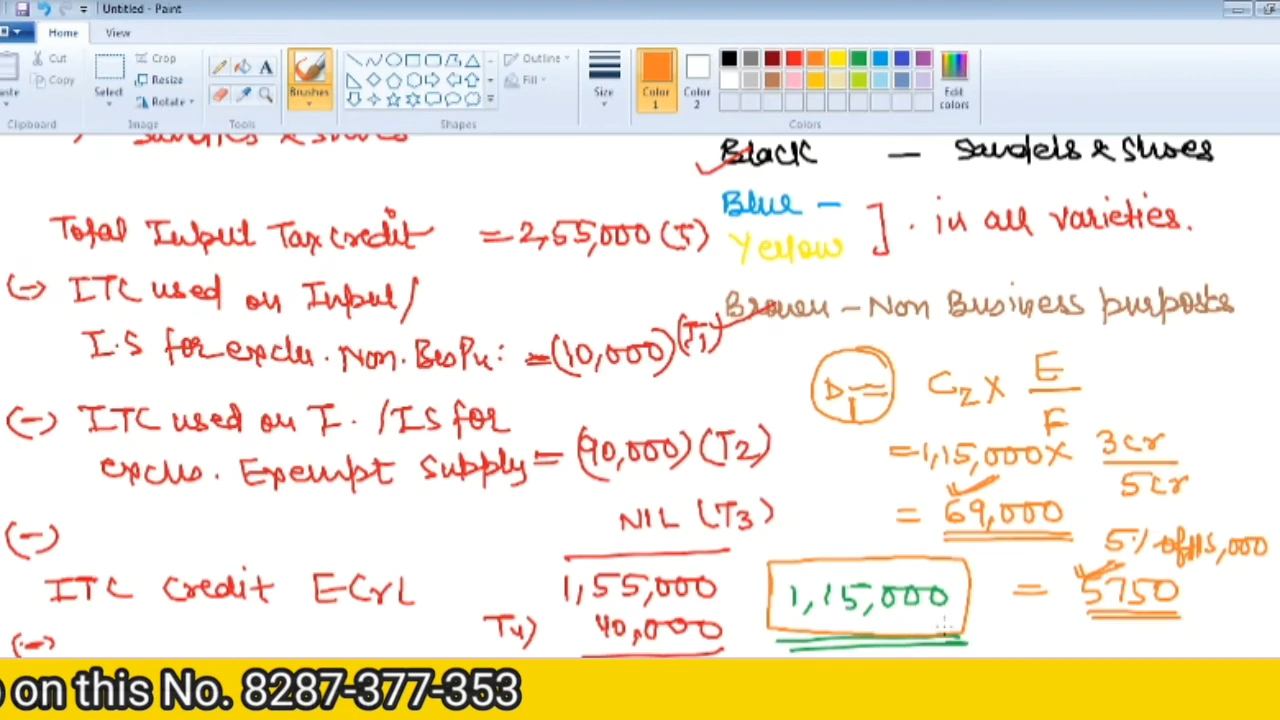 Untitled - Paint
Home
View
Cut
Copy
Clipboard
Select
Crop
Resize
Rotate
Image
A
Tools
Brushes
Shapes
Outline
Fill
Size
Color 1
Color 2
Colors
Edit colors
Black — Sandels & Shoes
Blue -
Yellow
] . in all varieties.
Brown - Non Business purposes
Total Input Tax credit = 2,55,000 (T)
(-) ITC used on Input/
I.S for exclu. Non. BusPu: = (10,000) (T1)
(-) ITC used on I. /IS for
exclus. Exempt Supply = (90,000) (T2)
(-) NIL (T3)
ITC credit ECrL 1,55,000
T4) 40,000
(-)
1,15,000
D1 = C2 x E/F
= 1,15,000 x 3cr/5cr
= 69,000
5% of 115,000
= 5750
on this No. 8287-377-353